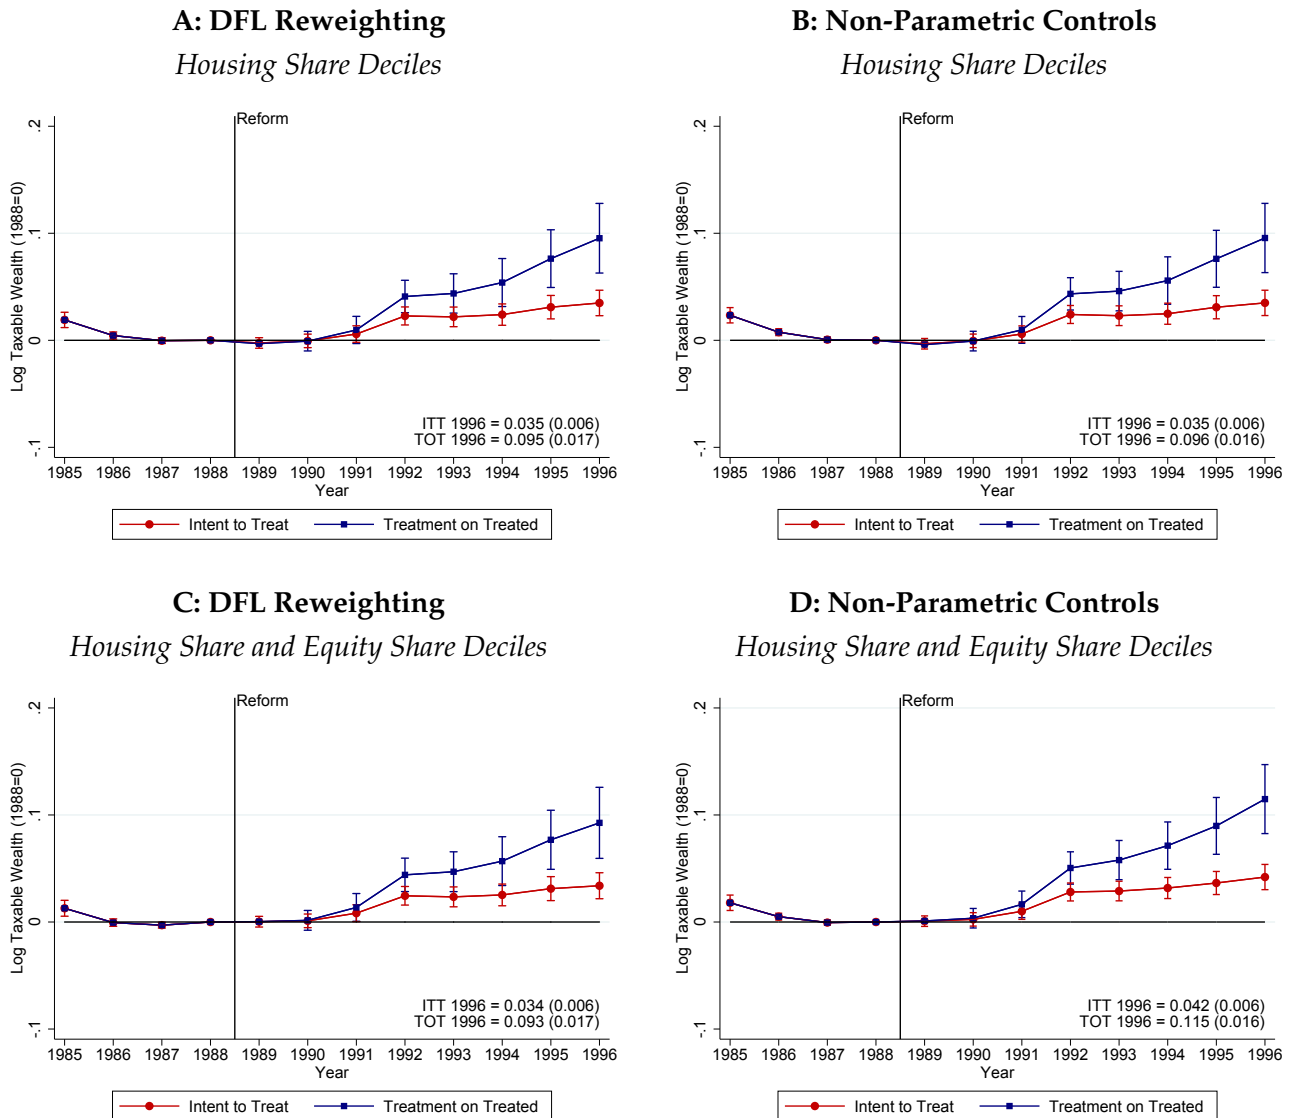 A: DFL Reweighting
Housing Share Deciles
Log Taxable Wealth (1988=0)
.2
.1
0
-.1
Reform
ITT 1996 = 0.035 (0.006)
TOT 1996 = 0.095 (0.017)
1985 1986 1987 1988 1989 1990 1991 1992 1993 1994 1995 1996
Year
Intent to Treat Treatment on Treated
B: Non-Parametric Controls
Housing Share Deciles
Log Taxable Wealth (1988=0)
.2
.1
0
-.1
Reform
ITT 1996 = 0.035 (0.006)
TOT 1996 = 0.096 (0.016)
1985 1986 1987 1988 1989 1990 1991 1992 1993 1994 1995 1996
Year
Intent to Treat Treatment on Treated
C: DFL Reweighting
Housing Share and Equity Share Deciles
Log Taxable Wealth (1988=0)
.2
.1
0
-.1
Reform
ITT 1996 = 0.034 (0.006)
TOT 1996 = 0.093 (0.017)
1985 1986 1987 1988 1989 1990 1991 1992 1993 1994 1995 1996
Year
Intent to Treat Treatment on Treated
D: Non-Parametric Controls
Housing Share and Equity Share Deciles
Log Taxable Wealth (1988=0)
.2
.1
0
-.1
Reform
ITT 1996 = 0.042 (0.006)
TOT 1996 = 0.115 (0.016)
1985 1986 1987 1988 1989 1990 1991 1992 1993 1994 1995 1996
Year
Intent to Treat Treatment on Treated